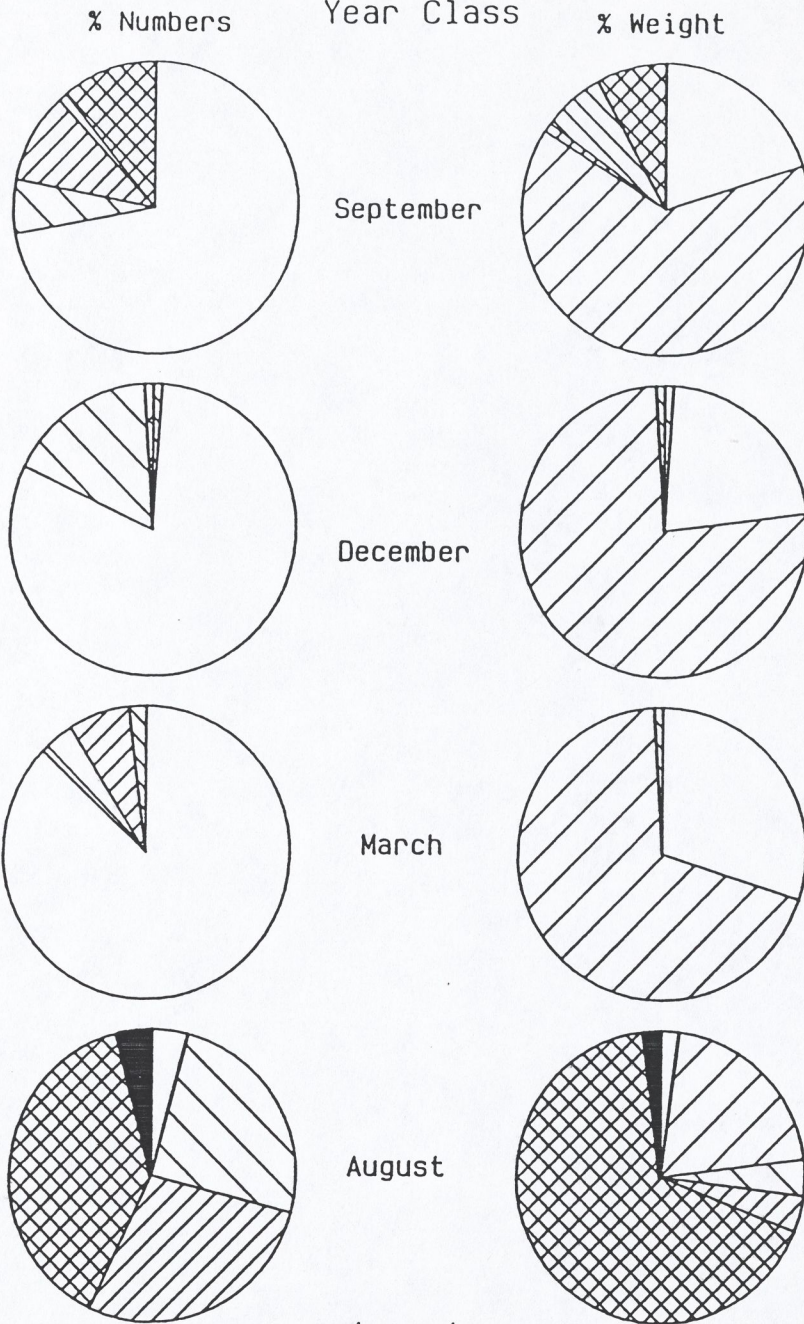 Year Class
% Numbers % Weight
September
December
March
August